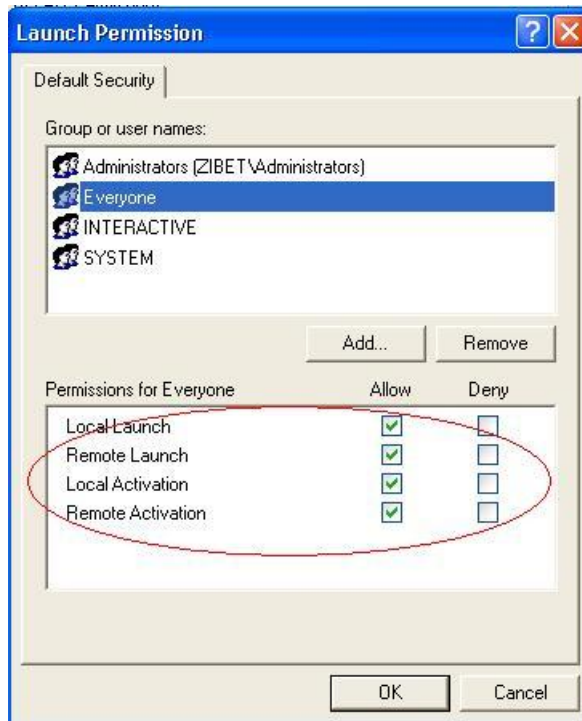 Launch Permission
Default Security
Group or user names:
Administrators (ZIBET\Administrators)
Everyone
INTERACTIVE
SYSTEM
Add... Remove
Permissions for Everyone Allow Deny
Local Launch
Remote Launch
Local Activation
Remote Activation
OK Cancel